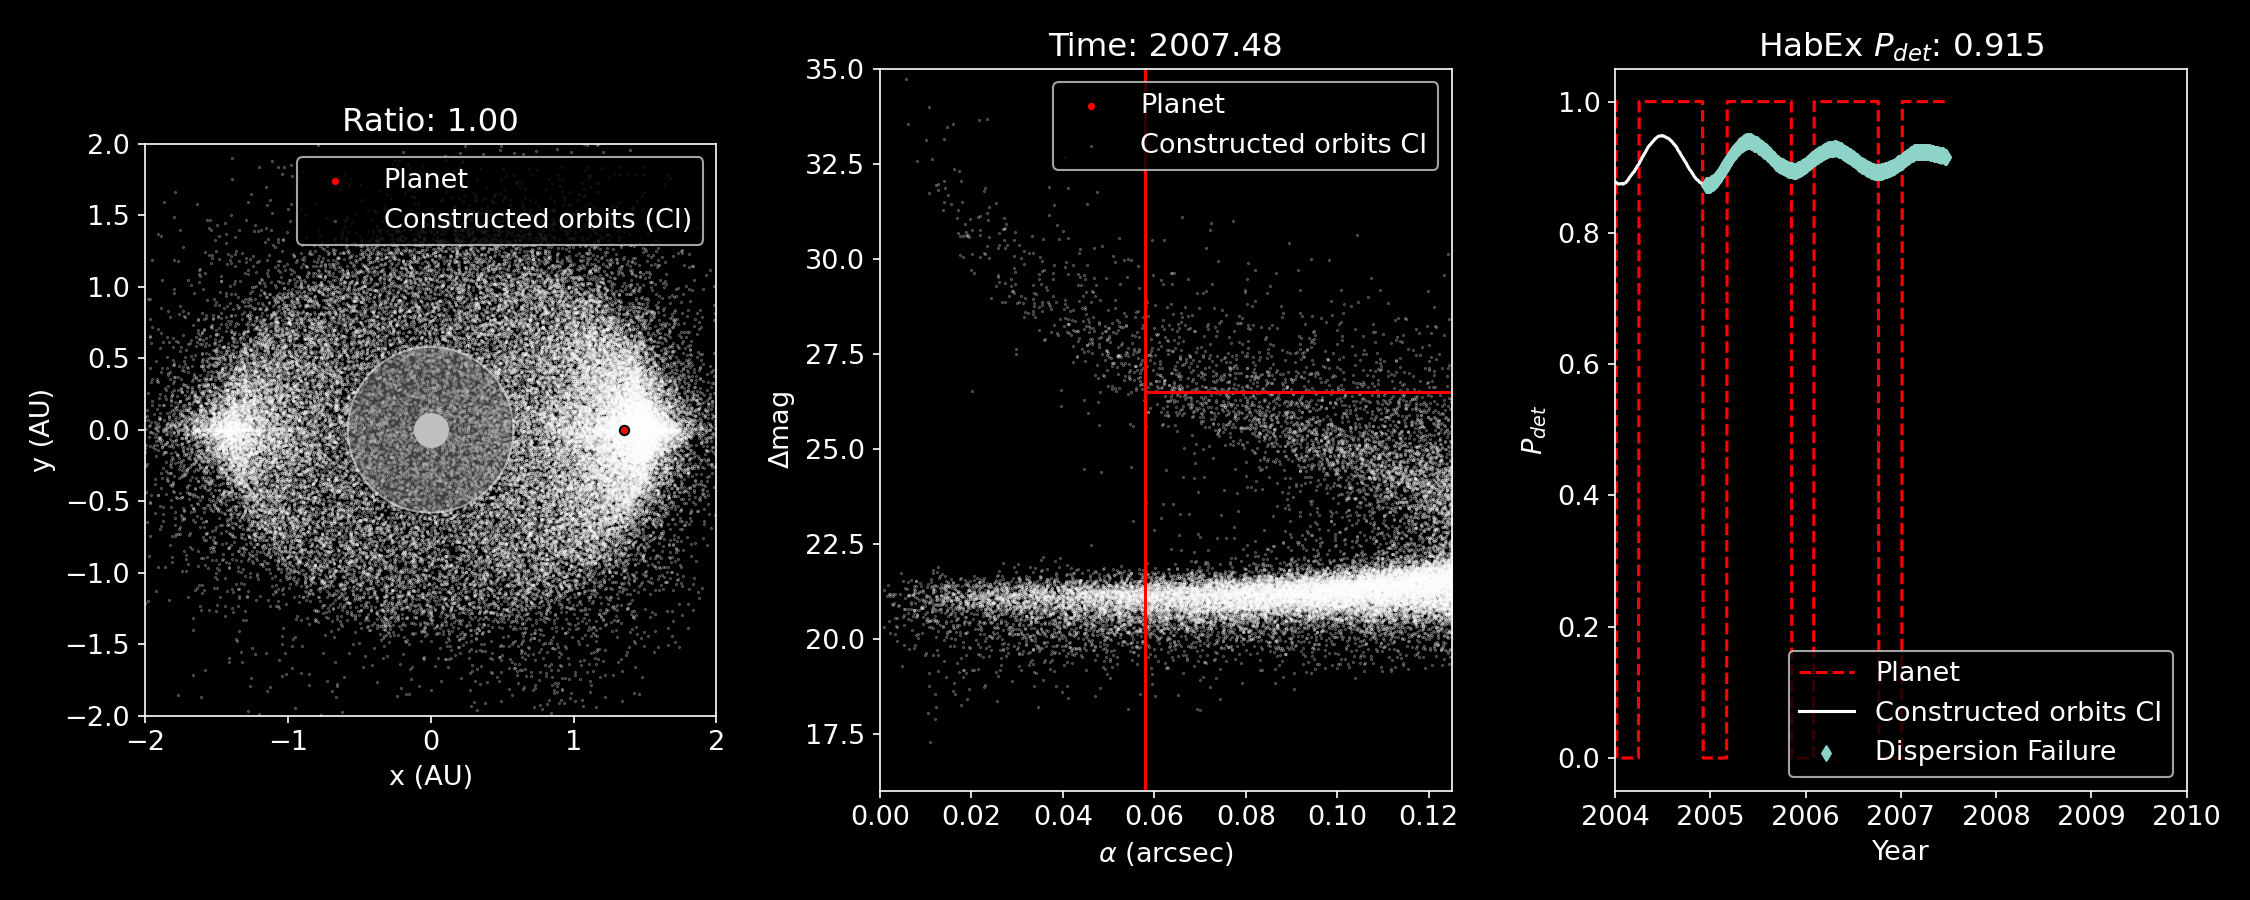 Ratio: 1.00
Planet
Constructed orbits (CI)
2.0
1.5
1.0
0.5
0.0
−0.5
−1.0
−1.5
−2.0
−2
−1
0
1
2
y (AU)
x (AU)
Time: 2007.48
Planet
Constructed orbits CI
35.0
32.5
30.0
27.5
25.0
22.5
20.0
17.5
0.00
0.02
0.04
0.06
0.08
0.10
0.12
Δmag
α (arcsec)
HabEx P_det: 0.915
1.0
0.8
0.6
0.4
0.2
0.0
P_det
Planet
Constructed orbits CI
Dispersion Failure
2004
2005
2006
2007
2008
2009
2010
Year